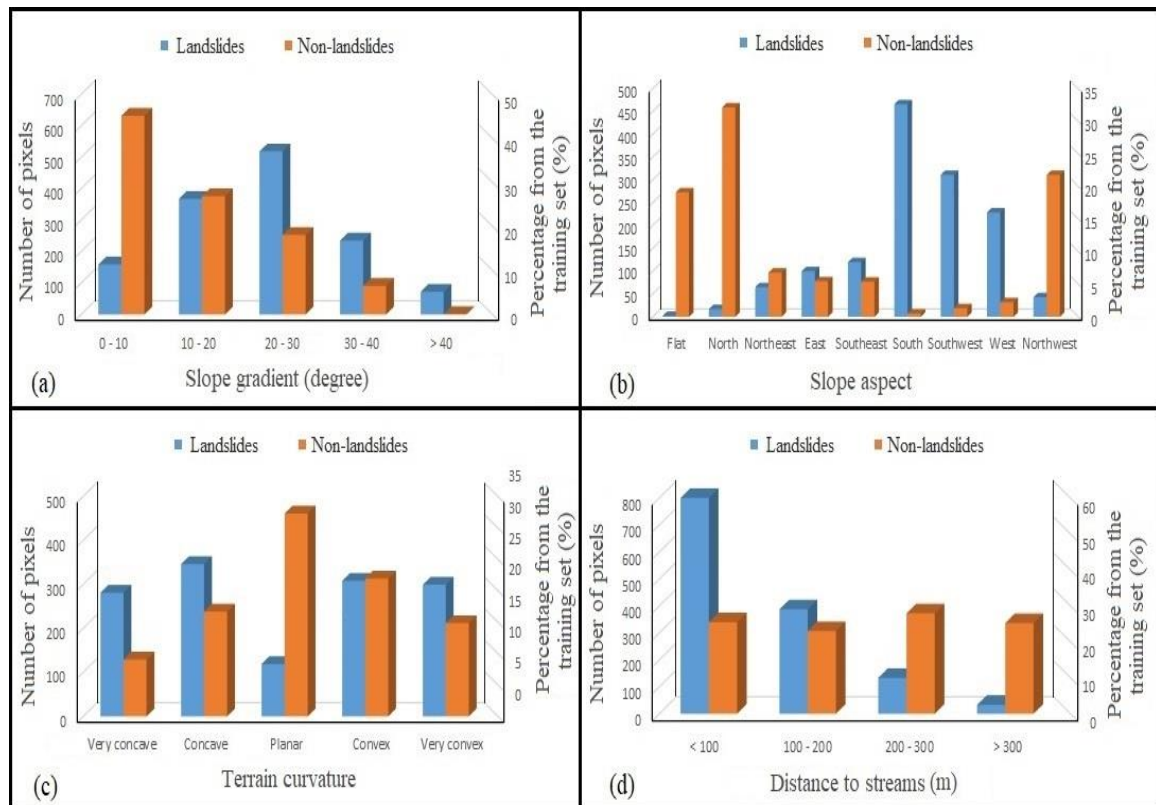 Landslides Non-landslides
Number of pixels
700
600
500
400
300
200
100
0
50
40
30
20
10
0
Percentage from the
training set (%)
0 - 10 10 - 20 20 - 30 30 - 40 > 40
(a) Slope gradient (degree)
Landslides Non-landslides
Number of pixels
500
450
400
350
300
250
200
150
100
50
0
35
30
25
20
15
10
5
0
Percentage from the
training set (%)
Flat North Northeast East Southeast South Southwest West Northwest
(b) Slope aspect
Landslides Non-landslides
Number of pixels
500
400
300
200
100
0
35
30
25
20
15
10
5
0
Percentage from the
training set (%)
Very concave Concave Planar Convex Very convex
(c) Terrain curvature
Landslides Non-landslides
Number of pixels
800
700
600
500
400
300
200
100
0
60
50
40
30
20
10
0
Percentage from the
training set (%)
< 100 100 - 200 200 - 300 > 300
(d) Distance to streams (m)